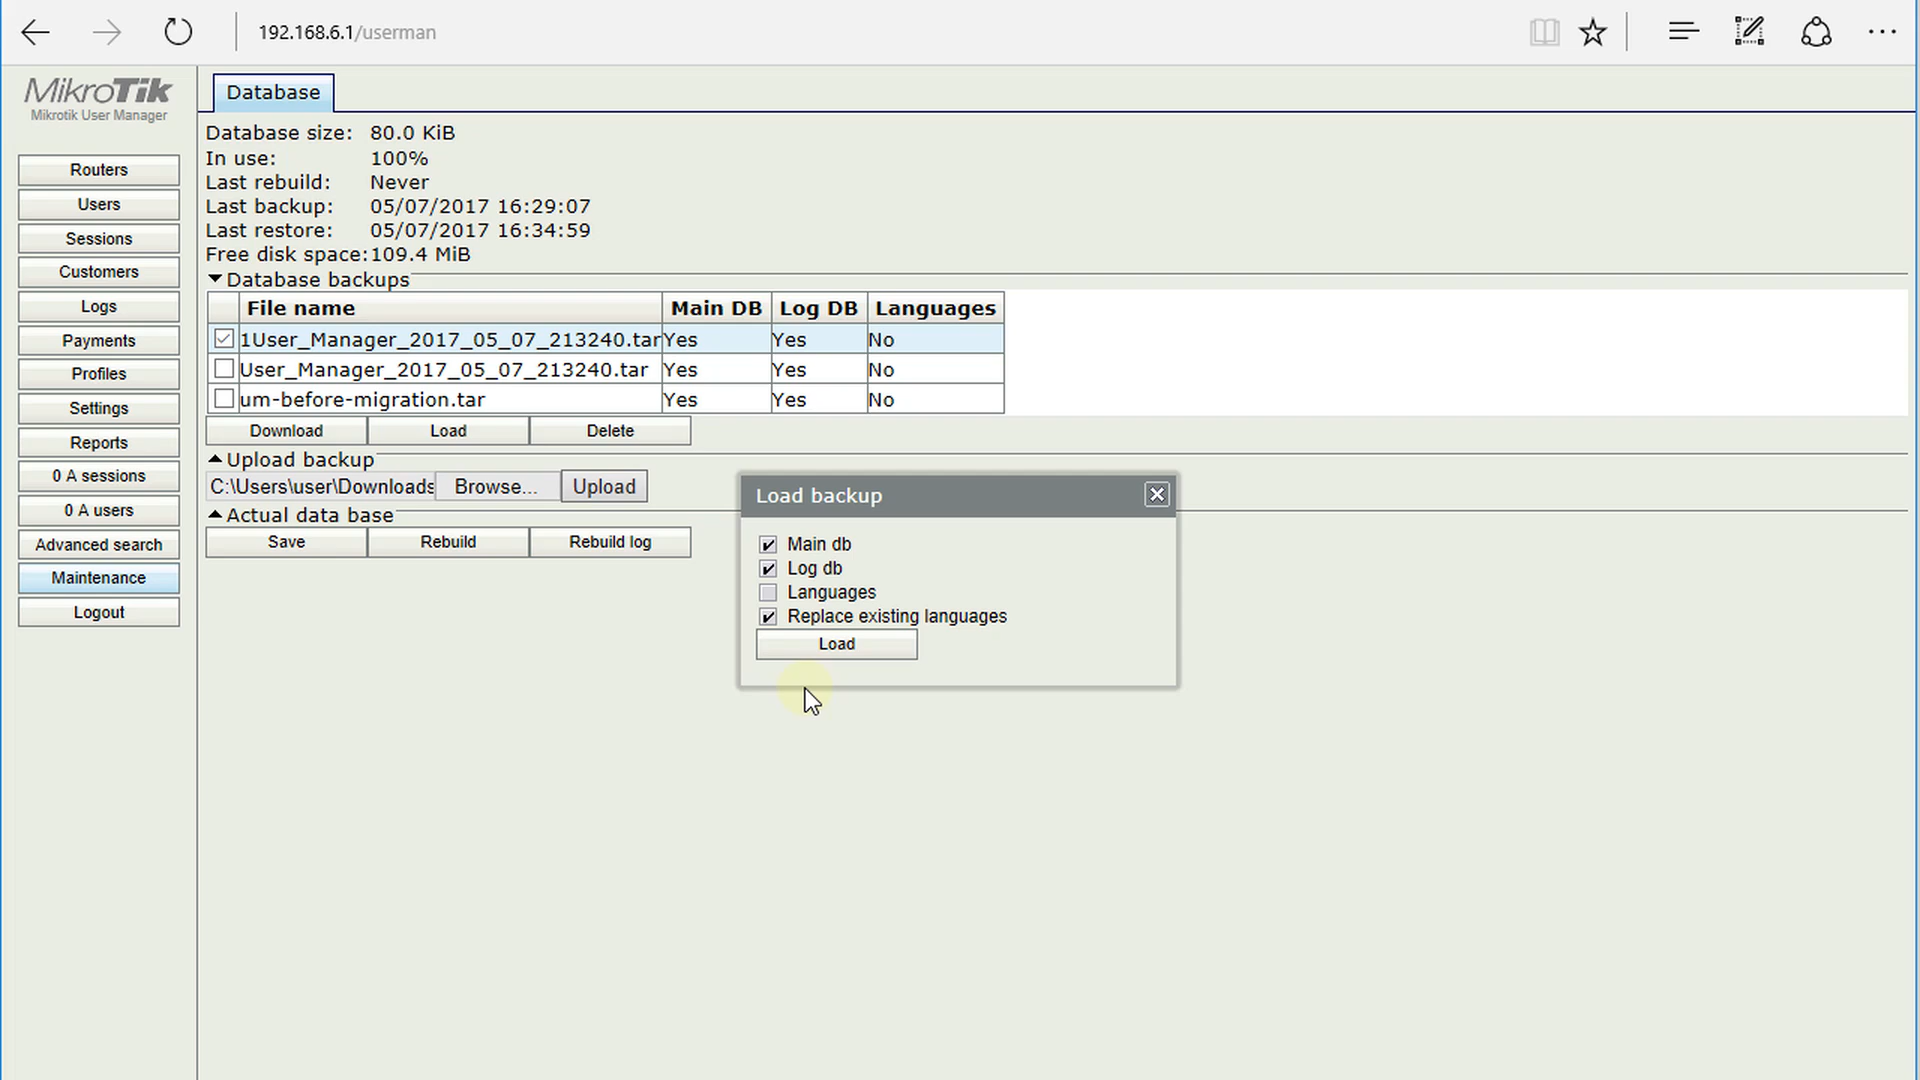 192.168.6.1/userman
MikroTik
Mikrotik User Manager
Routers
Users
Sessions
Customers
Logs
Payments
Profiles
Settings
Reports
0 A sessions
0 A users
Advanced search
Maintenance
Logout
Database
Database size: 80.0 KiB
In use: 100%
Last rebuild: Never
Last backup: 05/07/2017 16:29:07
Last restore: 05/07/2017 16:34:59
Free disk space: 109.4 MiB
Database backups
File name Main DB Log DB Languages
1User_Manager_2017_05_07_213240.tar Yes Yes No
User_Manager_2017_05_07_213240.tar Yes Yes No
um-before-migration.tar Yes Yes No
Download Load Delete
Upload backup
C:\Users\user\Downloads Browse... Upload
Actual data base
Save Rebuild Rebuild log
Load backup
Main db
Log db
Languages
Replace existing languages
Load